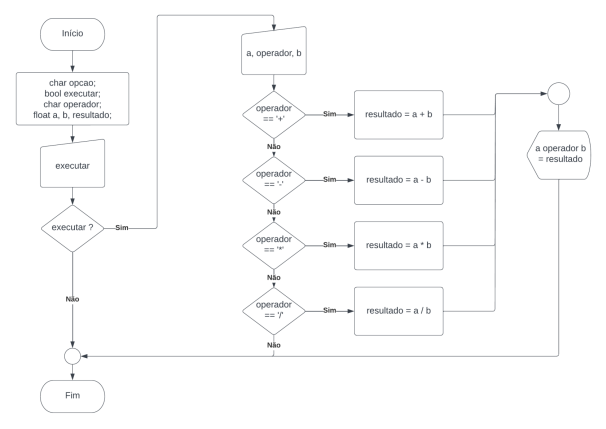 Início
char opcao;
bool executar;
char operador;
float a, b, resultado;
executar
executar ?
Sim
Não
Fim
a, operador, b
operador
== '+'
Sim
resultado = a + b
Não
operador
== '-'
Sim
resultado = a - b
Não
operador
== '*'
Sim
resultado = a * b
Não
operador
== '/'
Sim
resultado = a / b
Não
a operador b
= resultado